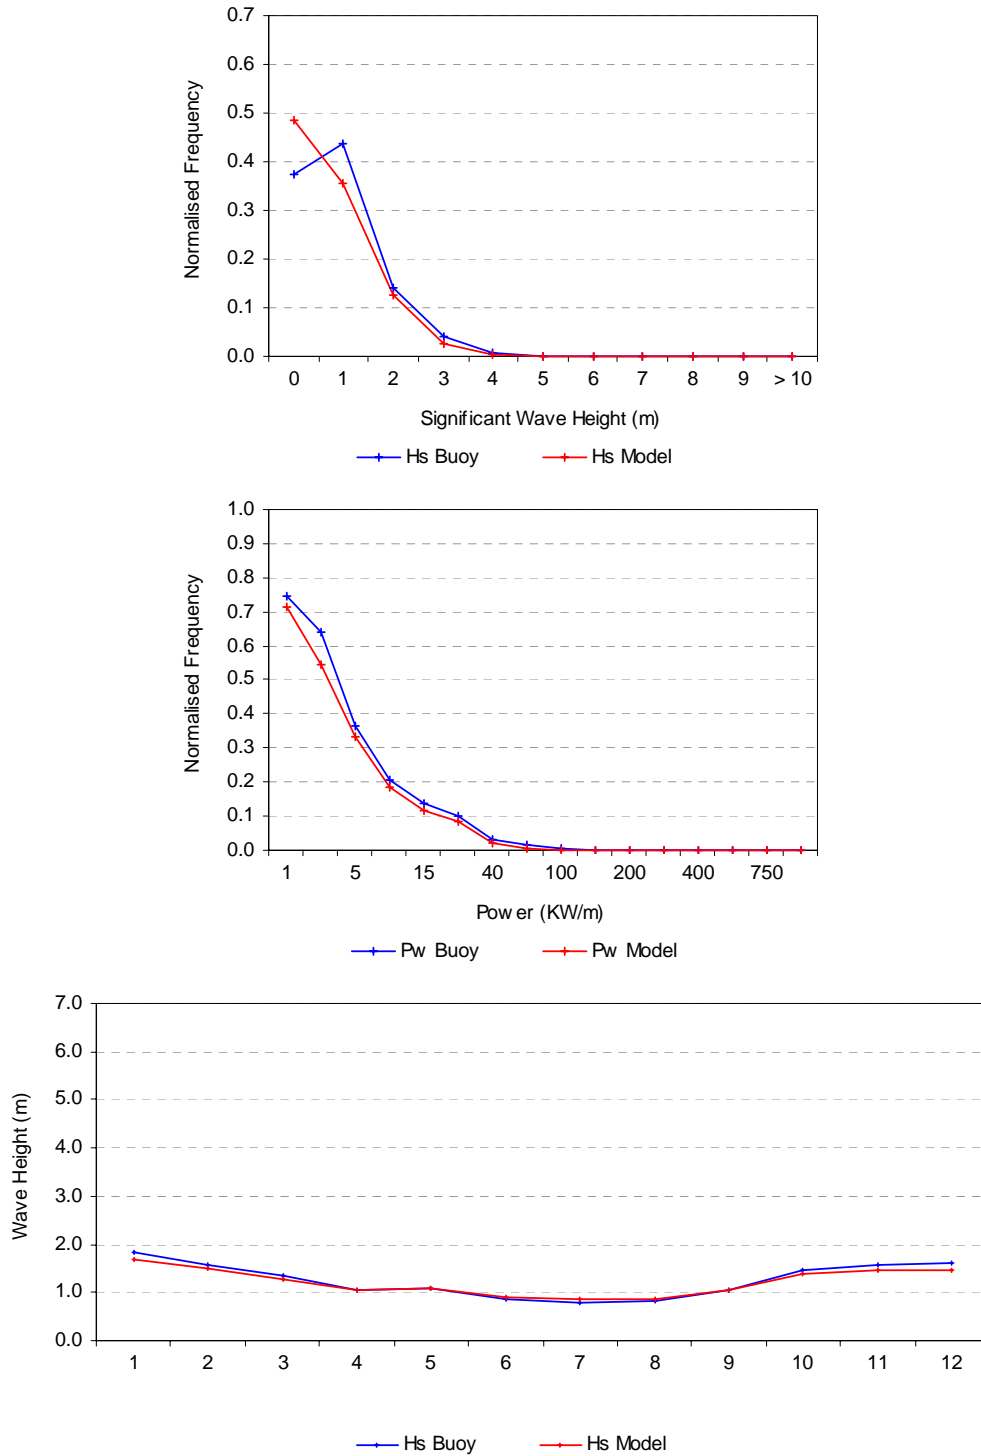 0.7
0.6
0.5
0.4
0.3
0.2
0.1
0.0
Normalised Frequency
0 1 2 3 4 5 6 7 8 9 > 10
Significant Wave Height (m)
Hs Buoy Hs Model
1.0
0.9
0.8
0.7
0.6
0.5
0.4
0.3
0.2
0.1
0.0
Normalised Frequency
1 5 15 40 100 200 400 750
Power (KW/m)
Pw Buoy Pw Model
7.0
6.0
5.0
4.0
3.0
2.0
1.0
0.0
Wave Height (m)
1 2 3 4 5 6 7 8 9 10 11 12
Hs Buoy Hs Model